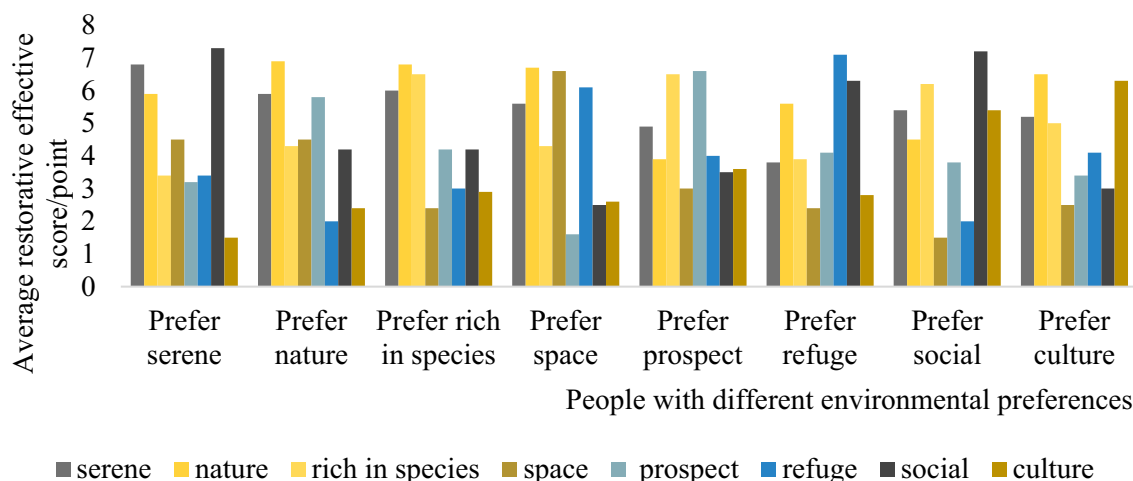 Average restorative effective
score/point
8
7
6
5
4
3
2
1
0
Prefer
serene
Prefer
nature
Prefer rich
in species
Prefer
space
Prefer
prospect
Prefer
refuge
Prefer
social
Prefer
culture
People with different environmental preferences
serene nature rich in species space prospect refuge social culture